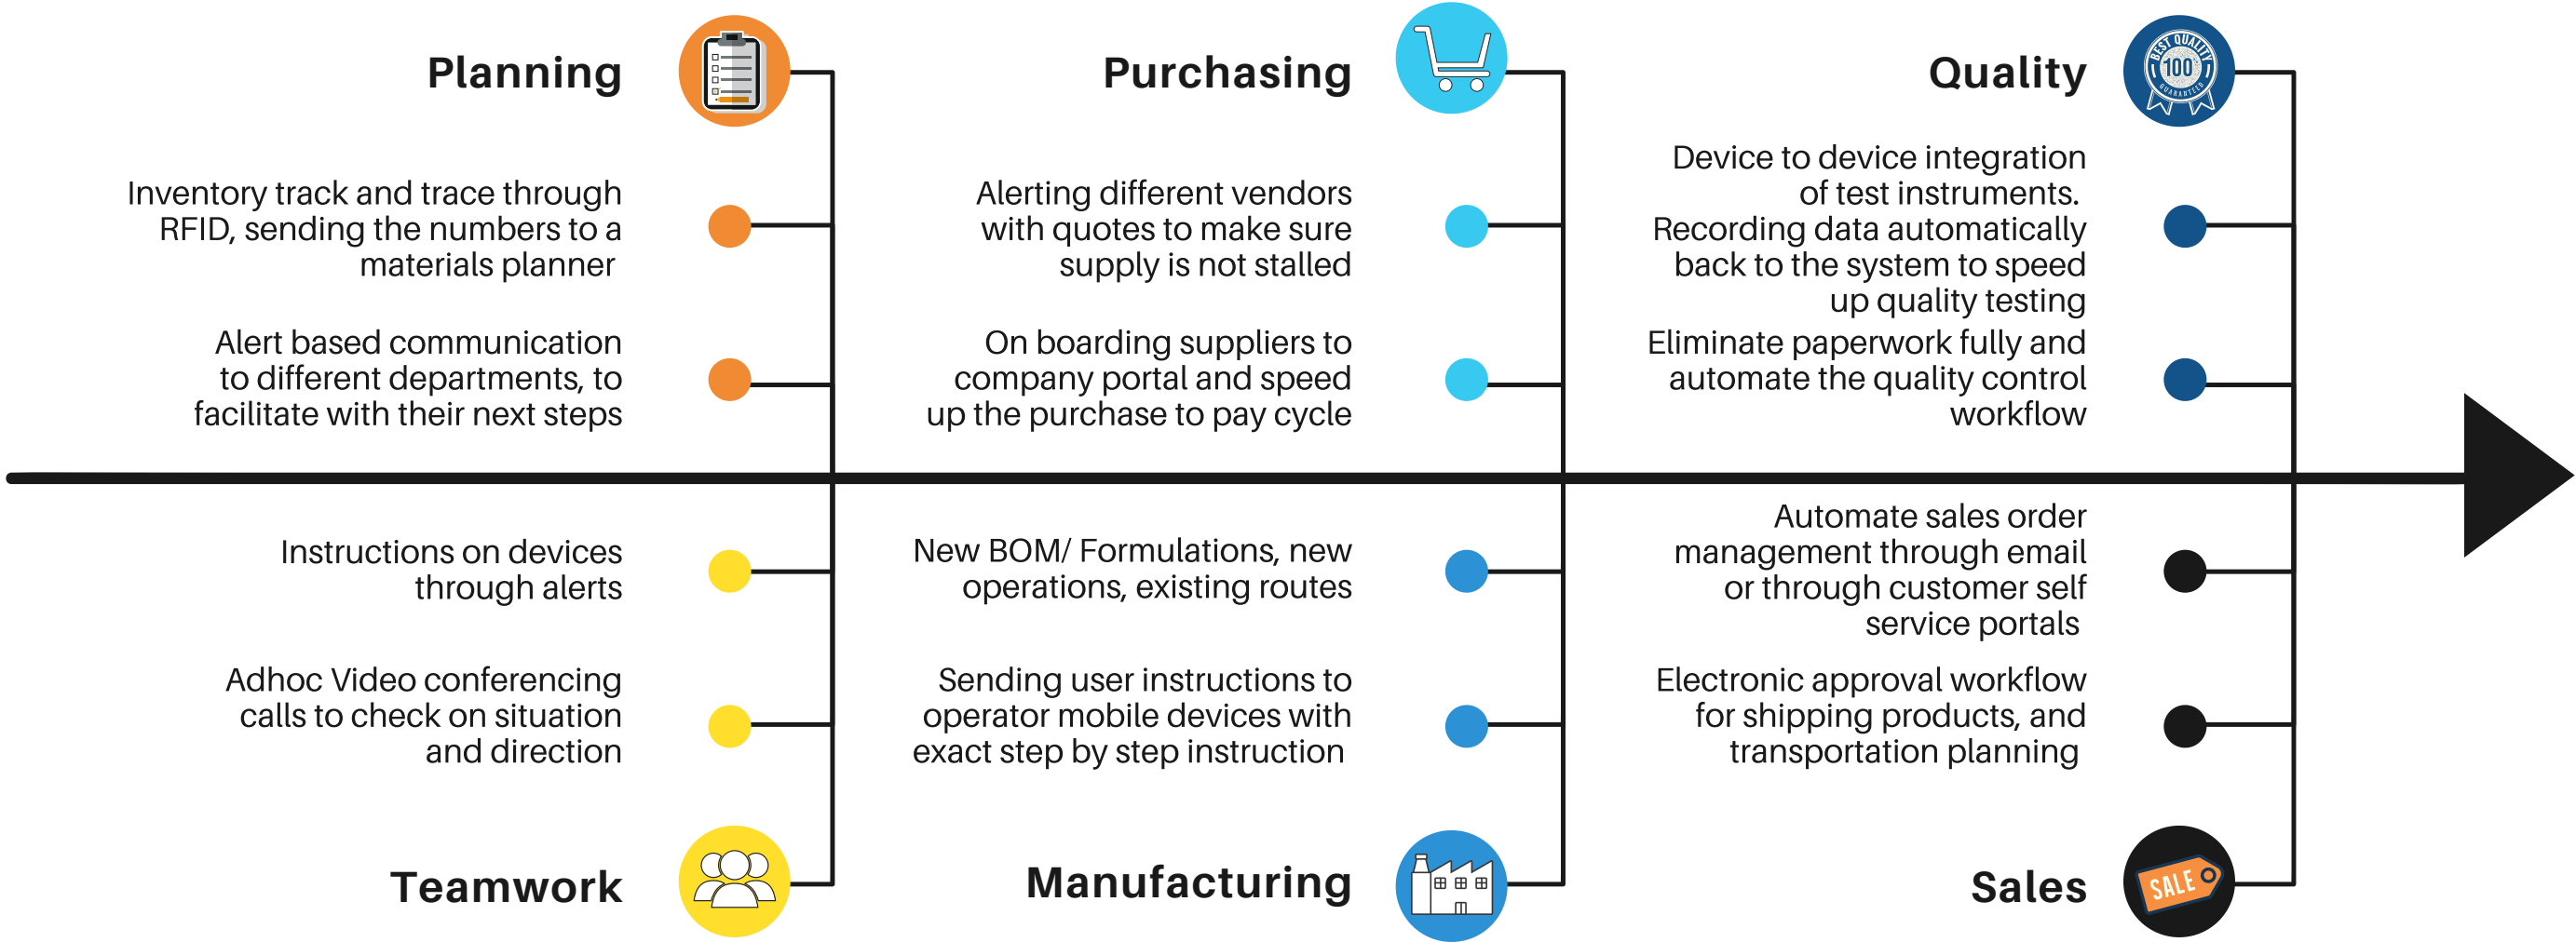 Planning
Inventory track and trace through
RFID, sending the numbers to a
materials planner
Alert based communication
to different departments, to
facilitate with their next steps
Purchasing
Alerting different vendors
with quotes to make sure
supply is not stalled
On boarding suppliers to
company portal and speed
up the purchase to pay cycle
Quality
BEST QUALITY
100
GUARANTEED
Device to device integration
of test instruments.
Recording data automatically
back to the system to speed
up quality testing
Eliminate paperwork fully and
automate the quality control
workflow
Instructions on devices
through alerts
Adhoc Video conferencing
calls to check on situation
and direction
Teamwork
New BOM/ Formulations, new
operations, existing routes
Sending user instructions to
operator mobile devices with
exact step by step instruction
Manufacturing
Automate sales order
management through email
or through customer self
service portals
Electronic approval workflow
for shipping products, and
transportation planning
Sales
SALE